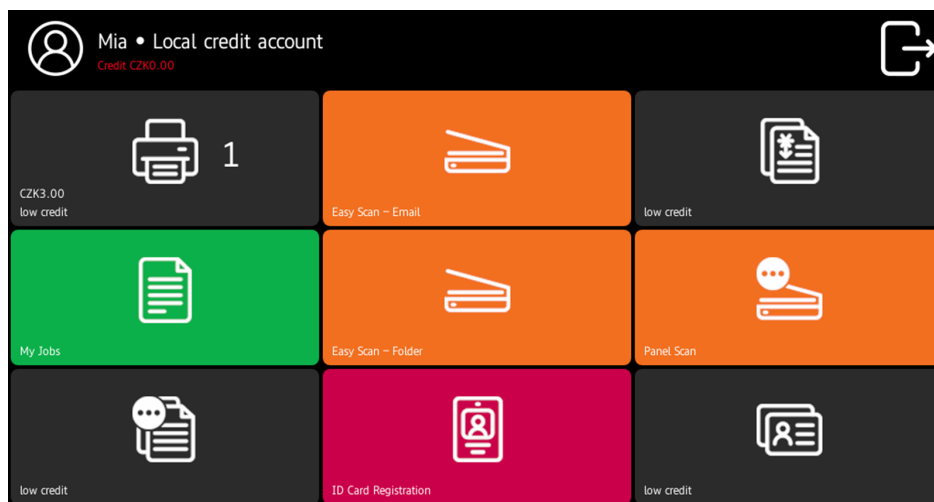 Mia • Local credit account
Credit CZK0.00
1
CZK3.00
low credit
Easy Scan – Email
low credit
My Jobs
Easy Scan – Folder
Panel Scan
low credit
ID Card Registration
low credit